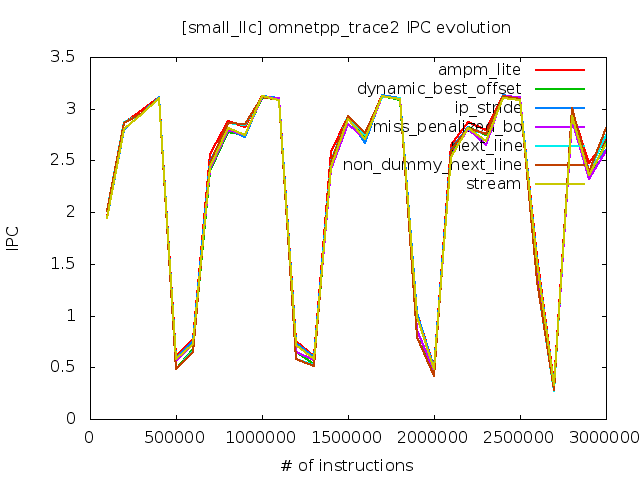 [small_llc] omnetpp_trace2 IPC evolution
3.5
3
2.5
2
1.5
1
0.5
0
IPC
ampm_lite
dynamic_best_offset
ip_stride
miss_penalized_bo
next_line
non_dummy_next_line
stream
0 500000 1000000 1500000 2000000 2500000 3000000
# of instructions